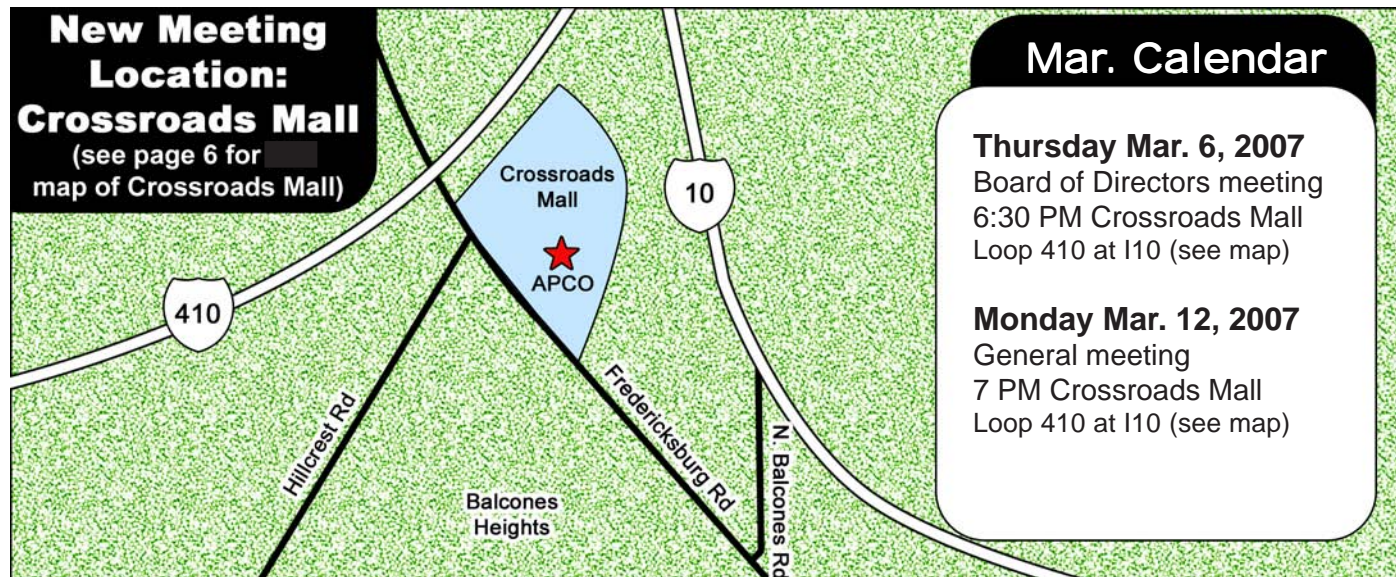 New Meeting
Location:
Crossroads Mall
(see page 6 for
map of Crossroads Mall)
Crossroads
Mall
APCO
10
410
Hillcrest Rd
Fredericksburg Rd
N. Balcones Rd
Balcones
Heights
Mar. Calendar
Thursday Mar. 6, 2007
Board of Directors meeting
6:30 PM Crossroads Mall
Loop 410 at I10 (see map)
Monday Mar. 12, 2007
General meeting
7 PM Crossroads Mall
Loop 410 at I10 (see map)